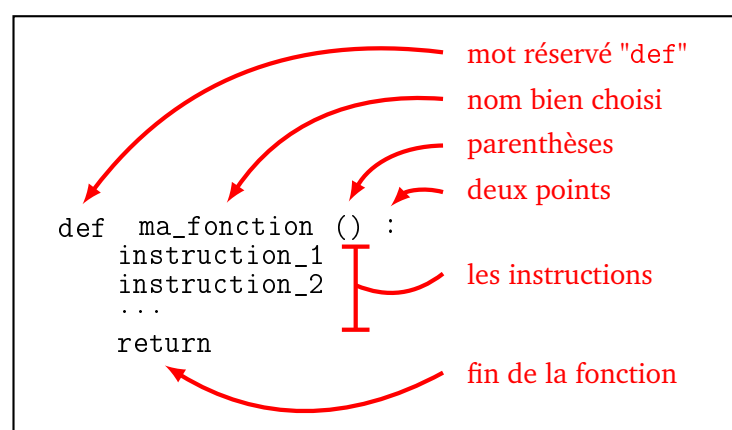 mot réservé "def"
nom bien choisi
parenthèses
deux points
def ma_fonction () :
instruction_1
instruction_2
les instructions
...
return
fin de la fonction